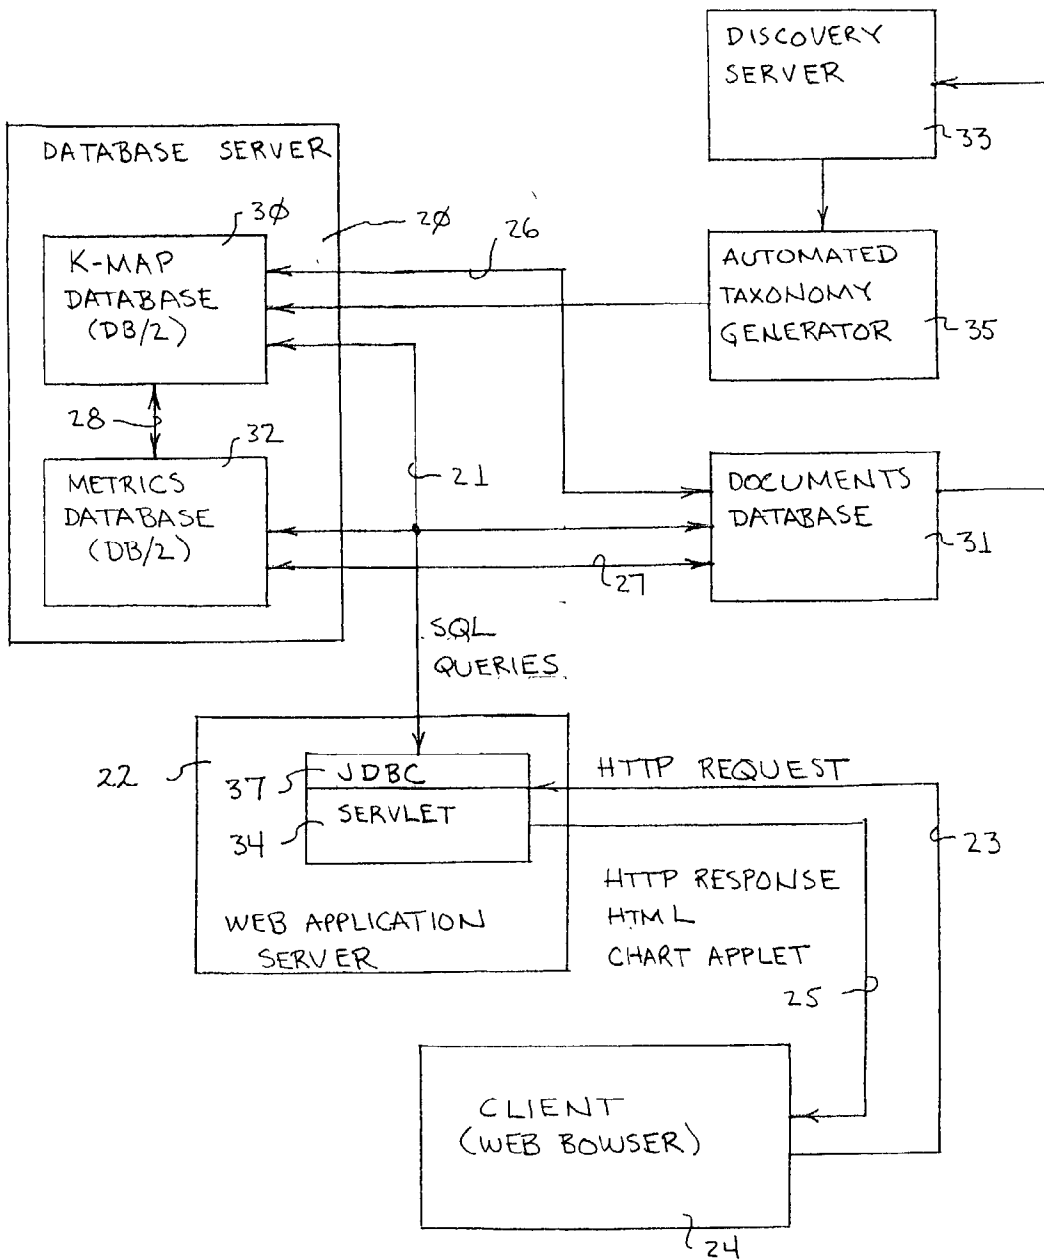 DISCOVERY
SERVER
33
DATABASE SERVER
30
20
26
K-MAP
DATABASE
(DB/2)
AUTOMATED
TAXONOMY
GENERATOR
35
28
32
21
METRICS
DATABASE
(DB/2)
DOCUMENTS
DATABASE
31
27
SQL
QUERIES
22
37
JDBC
HTTP REQUEST
34
SERVLET
23
HTTP RESPONSE
HTML
CHART APPLET
WEB APPLICATION
SERVER
25
CLIENT
(WEB BOWSER)
24